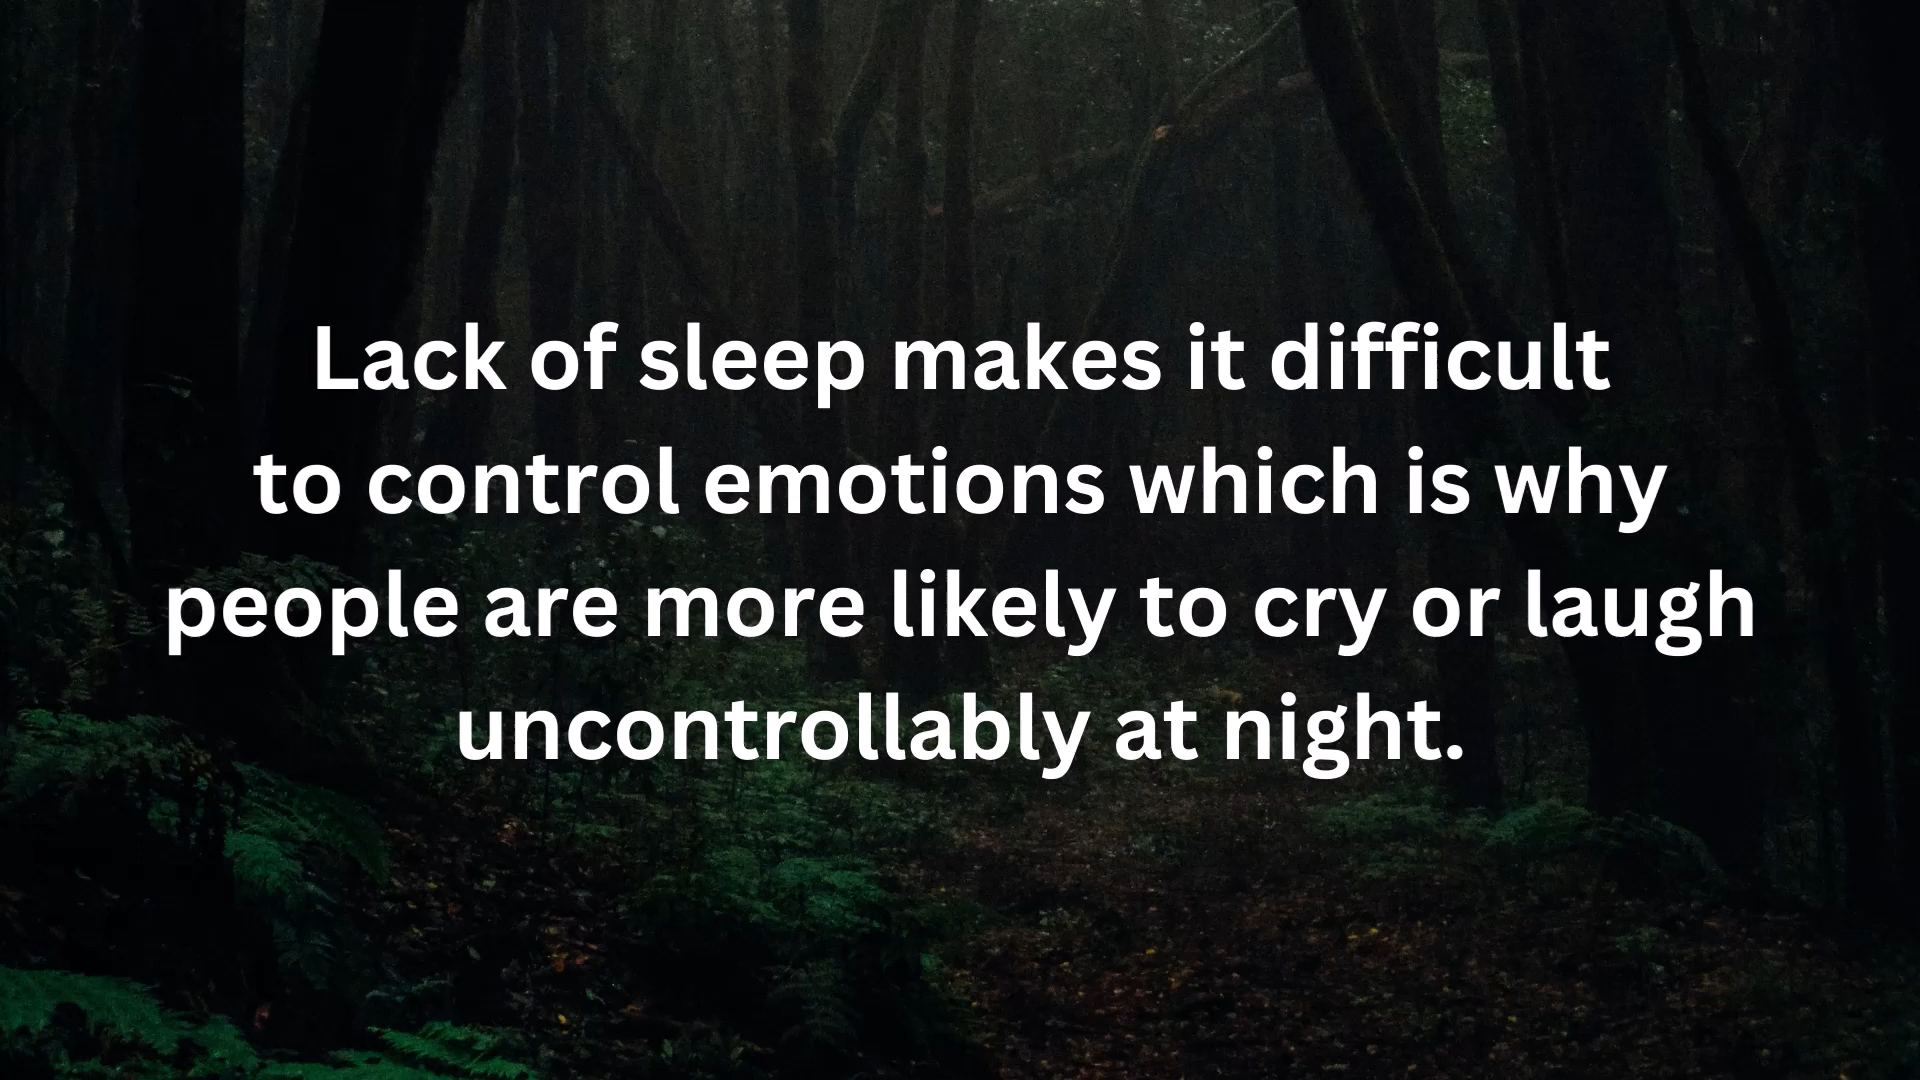 Lack of sleep makes it difficult
to control emotions which is why
people are more likely to cry or laugh
uncontrollably at night.